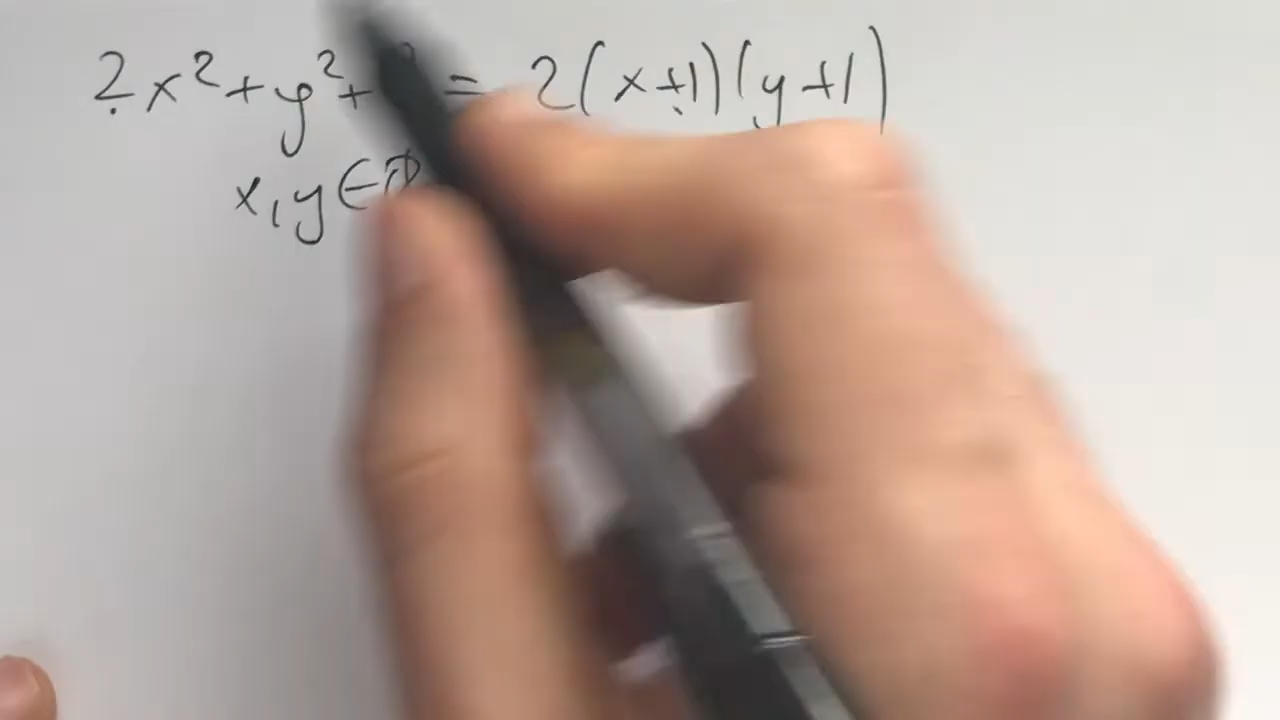 2x²+y²+ = 2(x+1)(y+1)
x,y∈